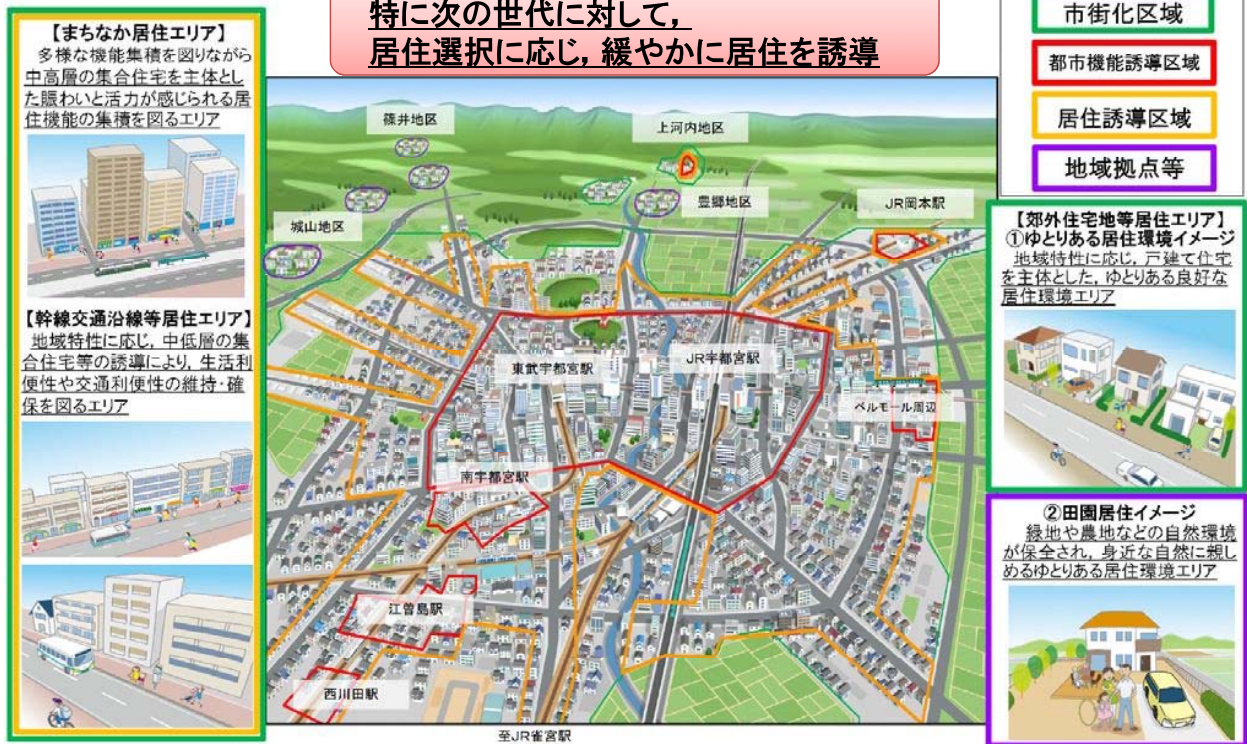 特に次の世代に対して，
居住選択に応じ，緩やかに居住を誘導
【まちなか居住エリア】
多様な機能集積を図りながら
中高層の集合住宅を主体とし
た賑わいと活力が感じられる居
住機能の集積を図るエリア
【幹線交通沿線等居住エリア】
地域特性に応じ，中低層の集
合住宅等の誘導により，生活利
便性や交通利便性の維持・確
保を図るエリア
篠井地区
上河内地区
城山地区
豊郷地区
JR岡本駅
東武宇都宮駅
JR宇都宮駅
ベルモール周辺
南宇都宮駅
江曽島駅
西川田駅
至JR雀宮駅
市街化区域
都市機能誘導区域
居住誘導区域
地域拠点等
【郊外住宅地等居住エリア】
①ゆとりある居住環境イメージ
地域特性に応じ，戸建て住宅
を主体とした，ゆとりある良好な
居住環境エリア
②田園居住イメージ
緑地や農地などの自然環境
が保全され，身近な自然に親し
めるゆとりある居住環境エリア